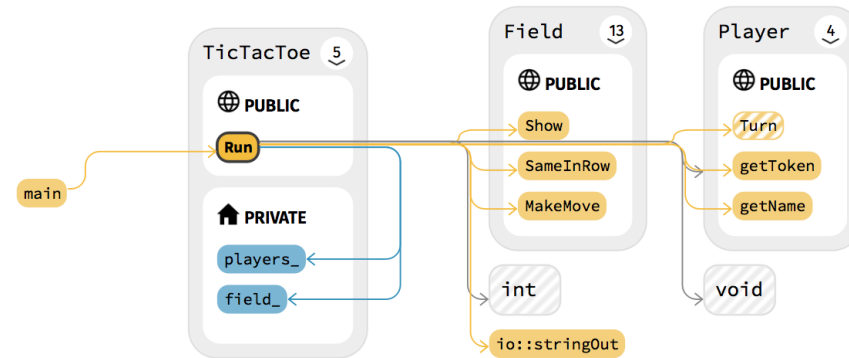 TicTacToe 5
PUBLIC
Run
main
PRIVATE
players_
field_
Field 13
PUBLIC
Show
SameInRow
MakeMove
int
io::stringOut
Player 4
PUBLIC
Turn
getToken
getName
void